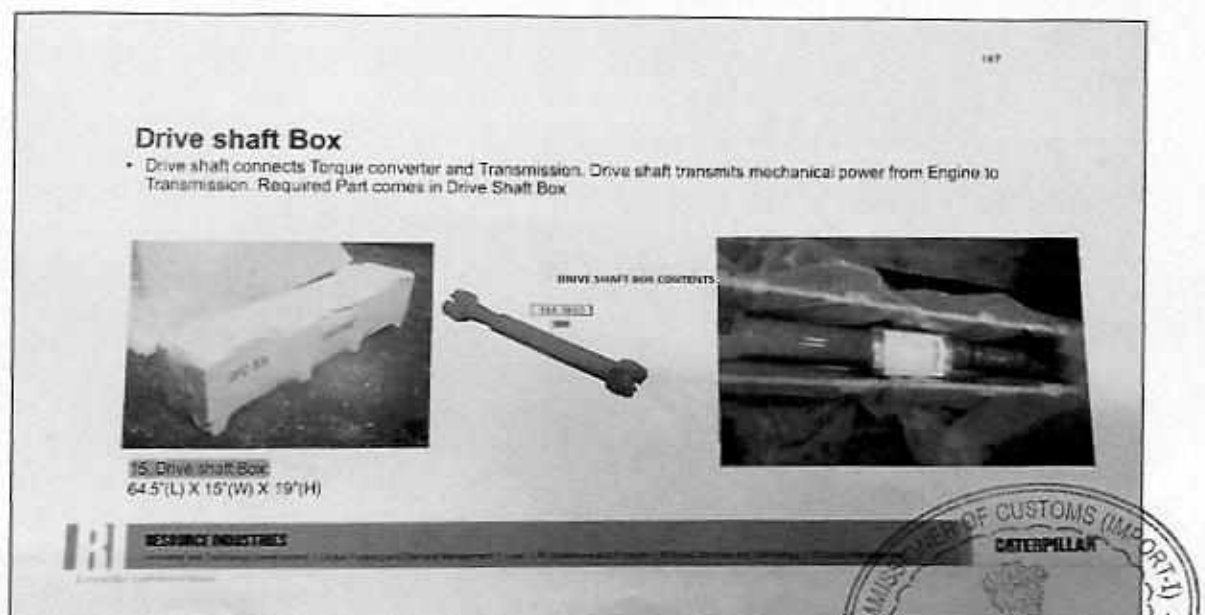 Drive shaft Box
• Drive shaft connects Torque converter and Transmission. Drive shaft transmits mechanical power from Engine to
Transmission. Required Part comes in Drive Shaft Box
DRIVE SHAFT BOX CONTENTS
15. Drive shaft Box:
64.5"(L) X 15"(W) X 19"(H)
RESOURCE INDUSTRIES
CATERPILLAR
OF CUSTOMS (IMPORT-I)